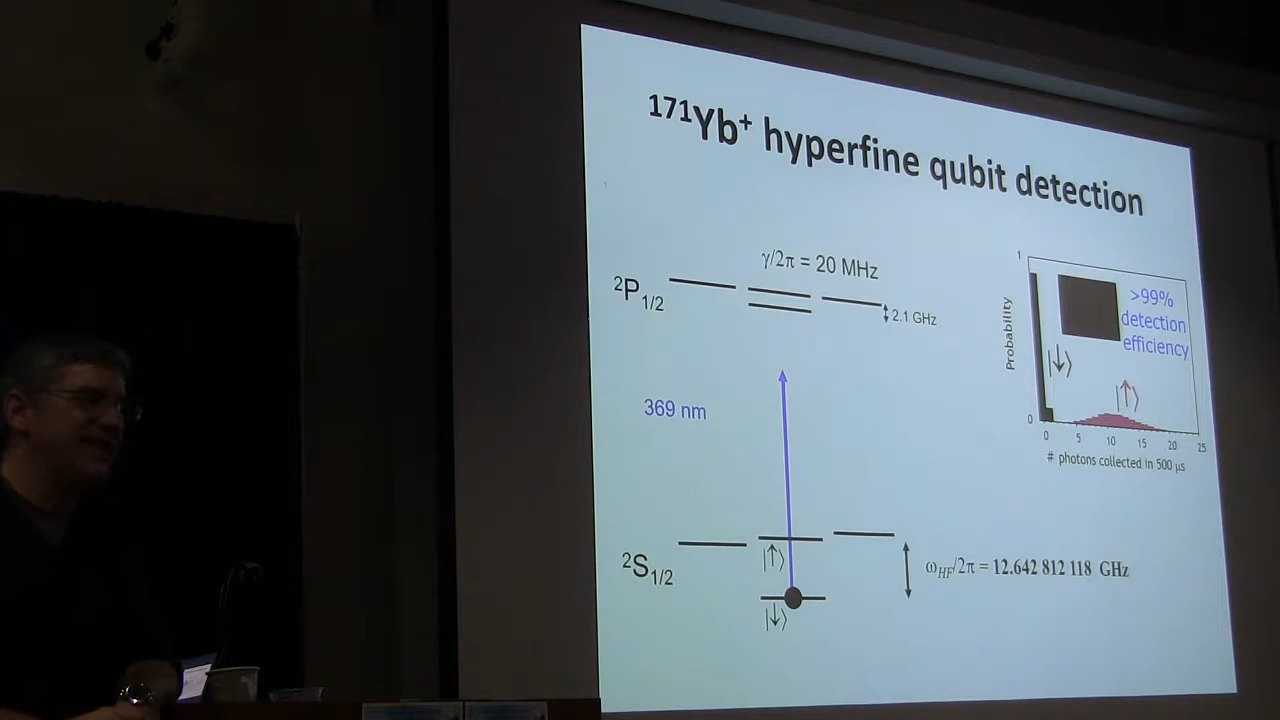 ¹⁷¹Yb⁺ hyperfine qubit detection
γ/2π = 20 MHz
²P₁/₂
2.1 GHz
369 nm
²S₁/₂
|↑⟩
|↓⟩
ω_HF/2π = 12.642 812 118 GHz
1
Probability
0
>99%
detection
efficiency
|↓⟩
|↑⟩
0 5 10 15 20 25
# photons collected in 500 μs